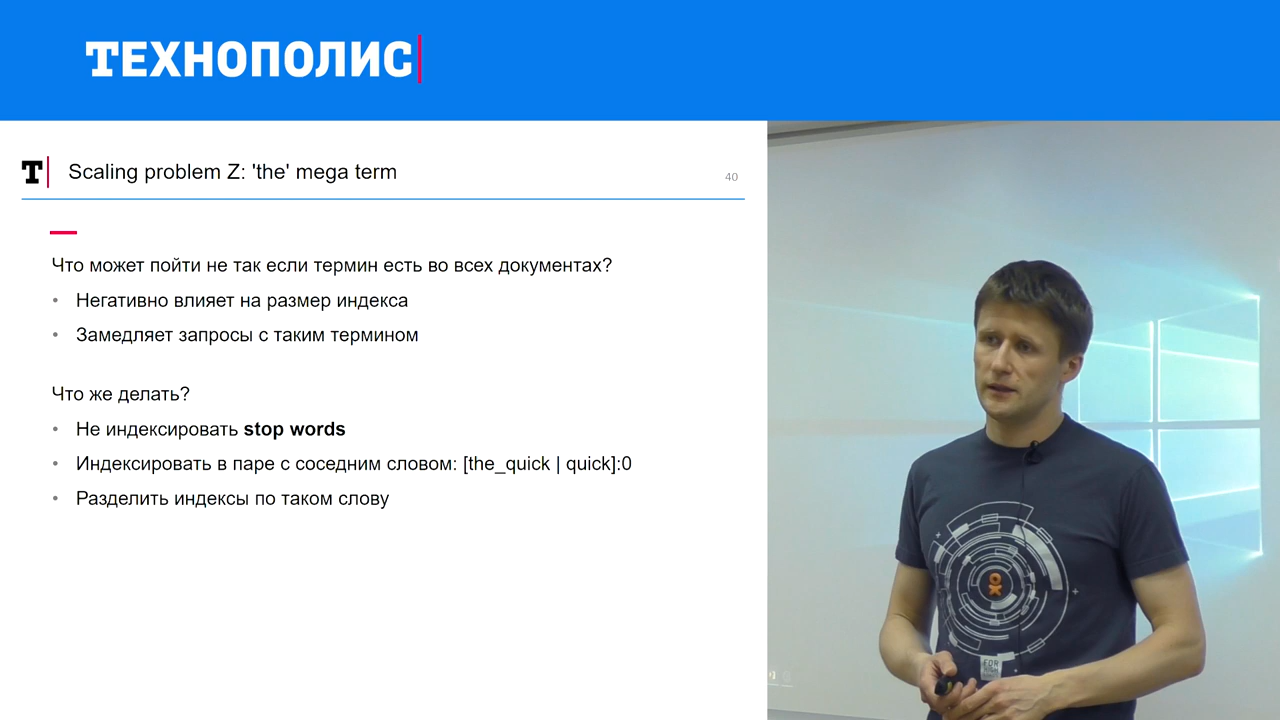 ТЕХНОПОЛИС
T Scaling problem Z: 'the' mega term
40
Что может пойти не так если термин есть во всех документах?
• Негативно влияет на размер индекса
• Замедляет запросы с таким термином
Что же делать?
• Не индексировать stop words
• Индексировать в паре с соседним словом: [the_quick | quick]:0
• Разделить индексы по таком слову